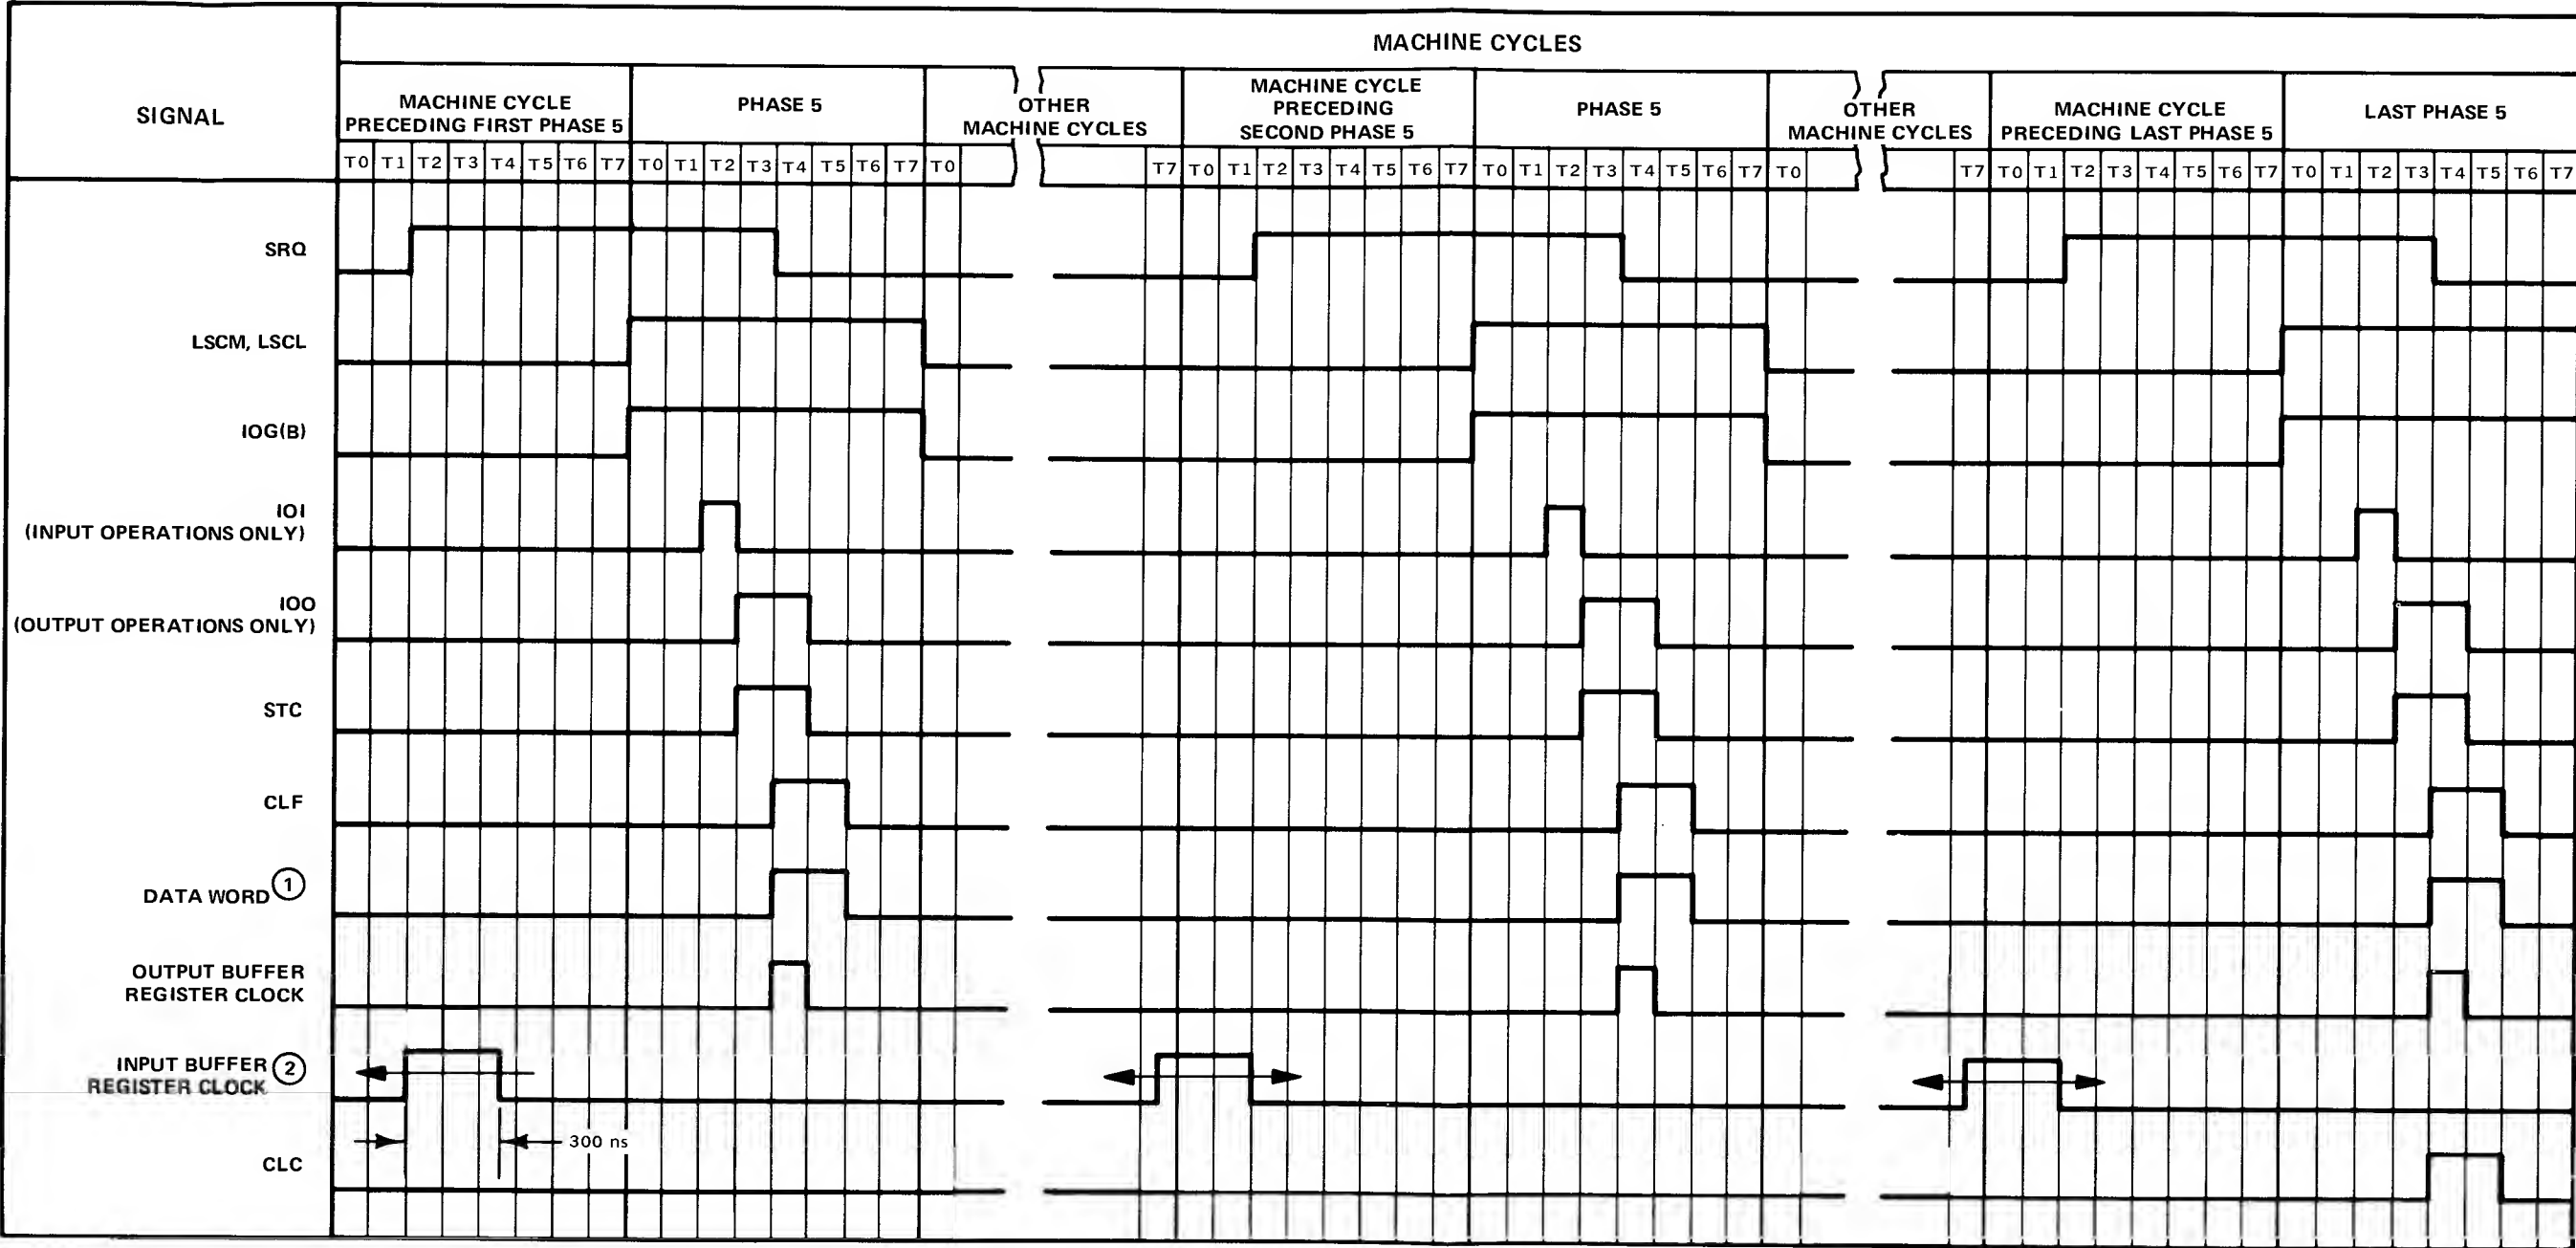 MACHINE CYCLES
SIGNAL
MACHINE CYCLE
PRECEDING FIRST PHASE 5
PHASE 5
OTHER
MACHINE CYCLES
MACHINE CYCLE
PRECEDING
SECOND PHASE 5
PHASE 5
OTHER
MACHINE CYCLES
MACHINE CYCLE
PRECEDING LAST PHASE 5
LAST PHASE 5
T0 T1 T2 T3 T4 T5 T6 T7 T0 T1 T2 T3 T4 T5 T6 T7 T0 T7 T0 T1 T2 T3 T4 T5 T6 T7 T0 T1 T2 T3 T4 T5 T6 T7 T0 T7 T0 T1 T2 T3 T4 T5 T6 T7 T0 T1 T2 T3 T4 T5 T6 T7
SRQ
LSCM, LSCL
IOG(B)
IOI
(INPUT OPERATIONS ONLY)
IOO
(OUTPUT OPERATIONS ONLY)
STC
CLF
DATA WORD 1
OUTPUT BUFFER
REGISTER CLOCK
INPUT BUFFER 2
REGISTER CLOCK
300 ns
CLC